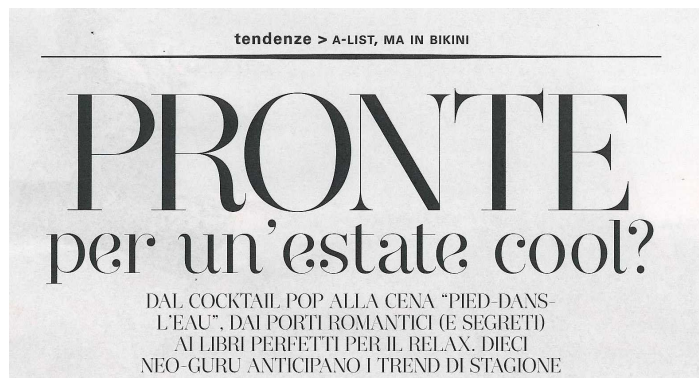 tendenze > A-LIST, MA IN BIKINI
PRONTE
per un'estate cool?
DAL COCKTAIL POP ALLA CENA “PIED-DANS-
L'EAU”, DAI PORTI ROMANTICI (E SEGRETI)
AI LIBRI PERFETTI PER IL RELAX. DIECI
NEO-GURU ANTICIPANO I TREND DI STAGIONE